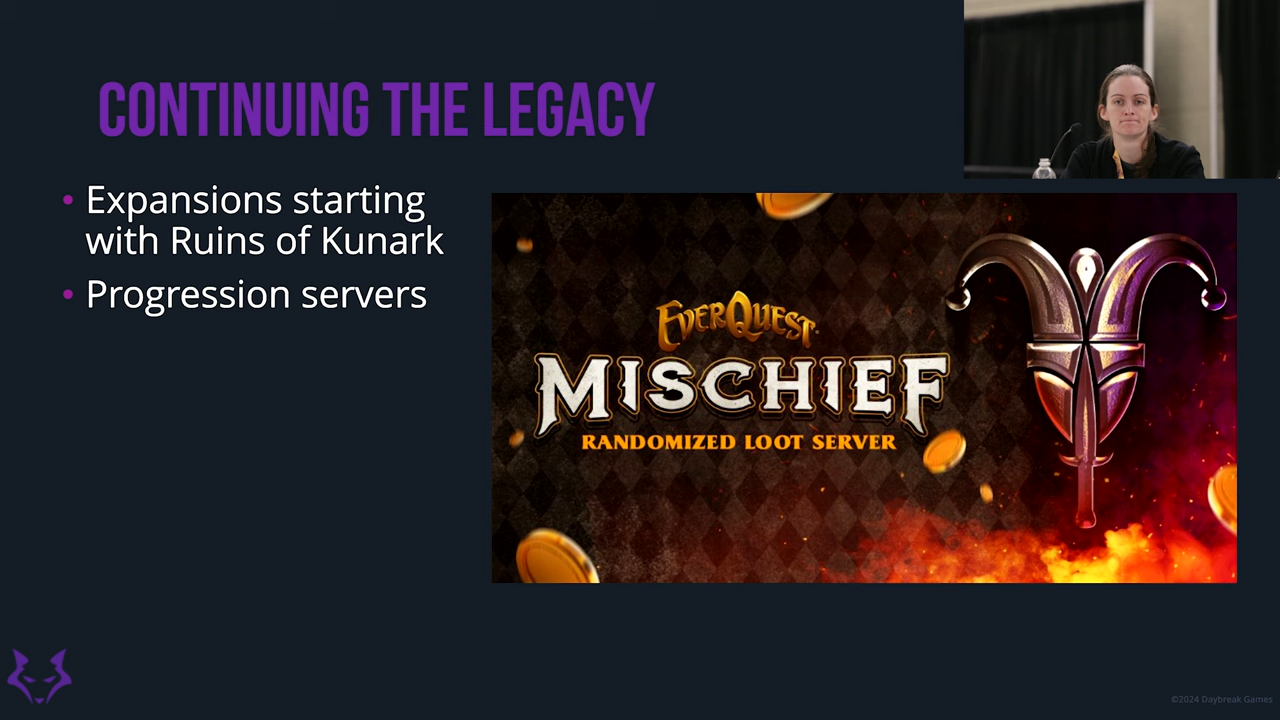 CONTINUING THE LEGACY
• Expansions starting
with Ruins of Kunark
• Progression servers
EverQuest
MISCHIEF
RANDOMIZED LOOT SERVER
©2024 Daybreak Games